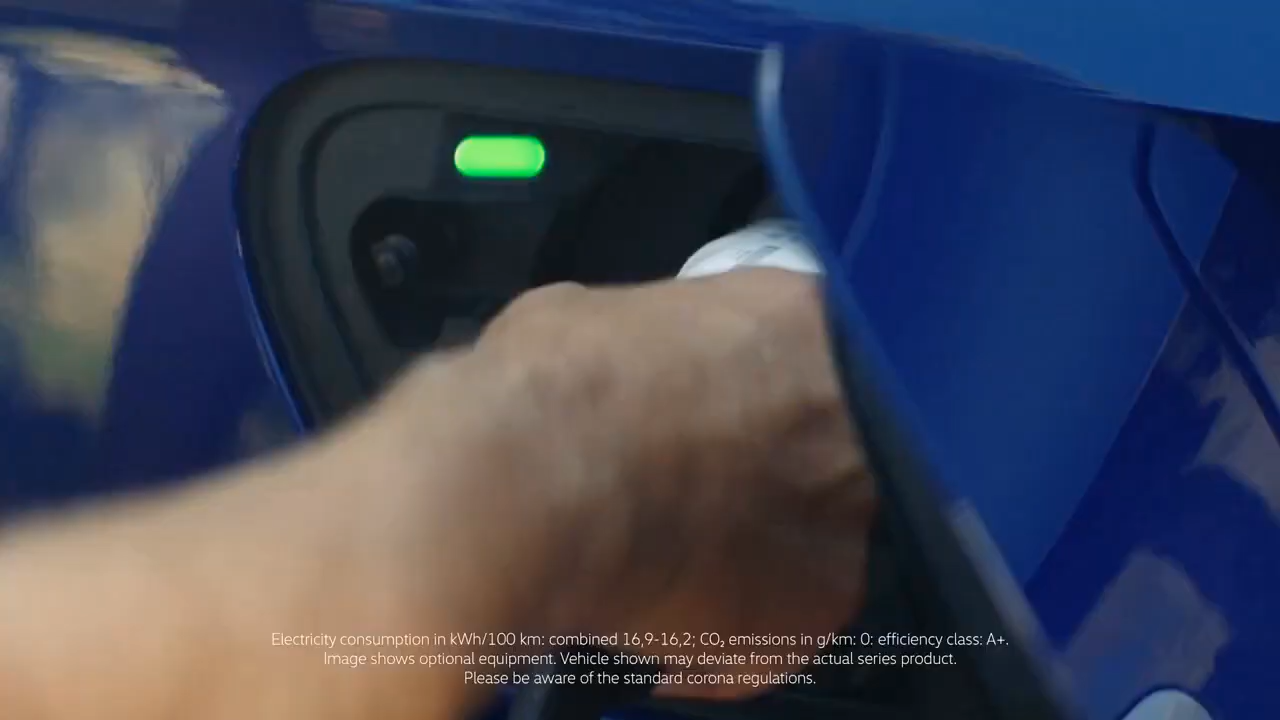 Electricity consumption in kWh/100 km: combined 16,9-16,2; CO₂ emissions in g/km: 0: efficiency class: A+.
Image shows optional equipment. Vehicle shown may deviate from the actual series product.
Please be aware of the standard corona regulations.